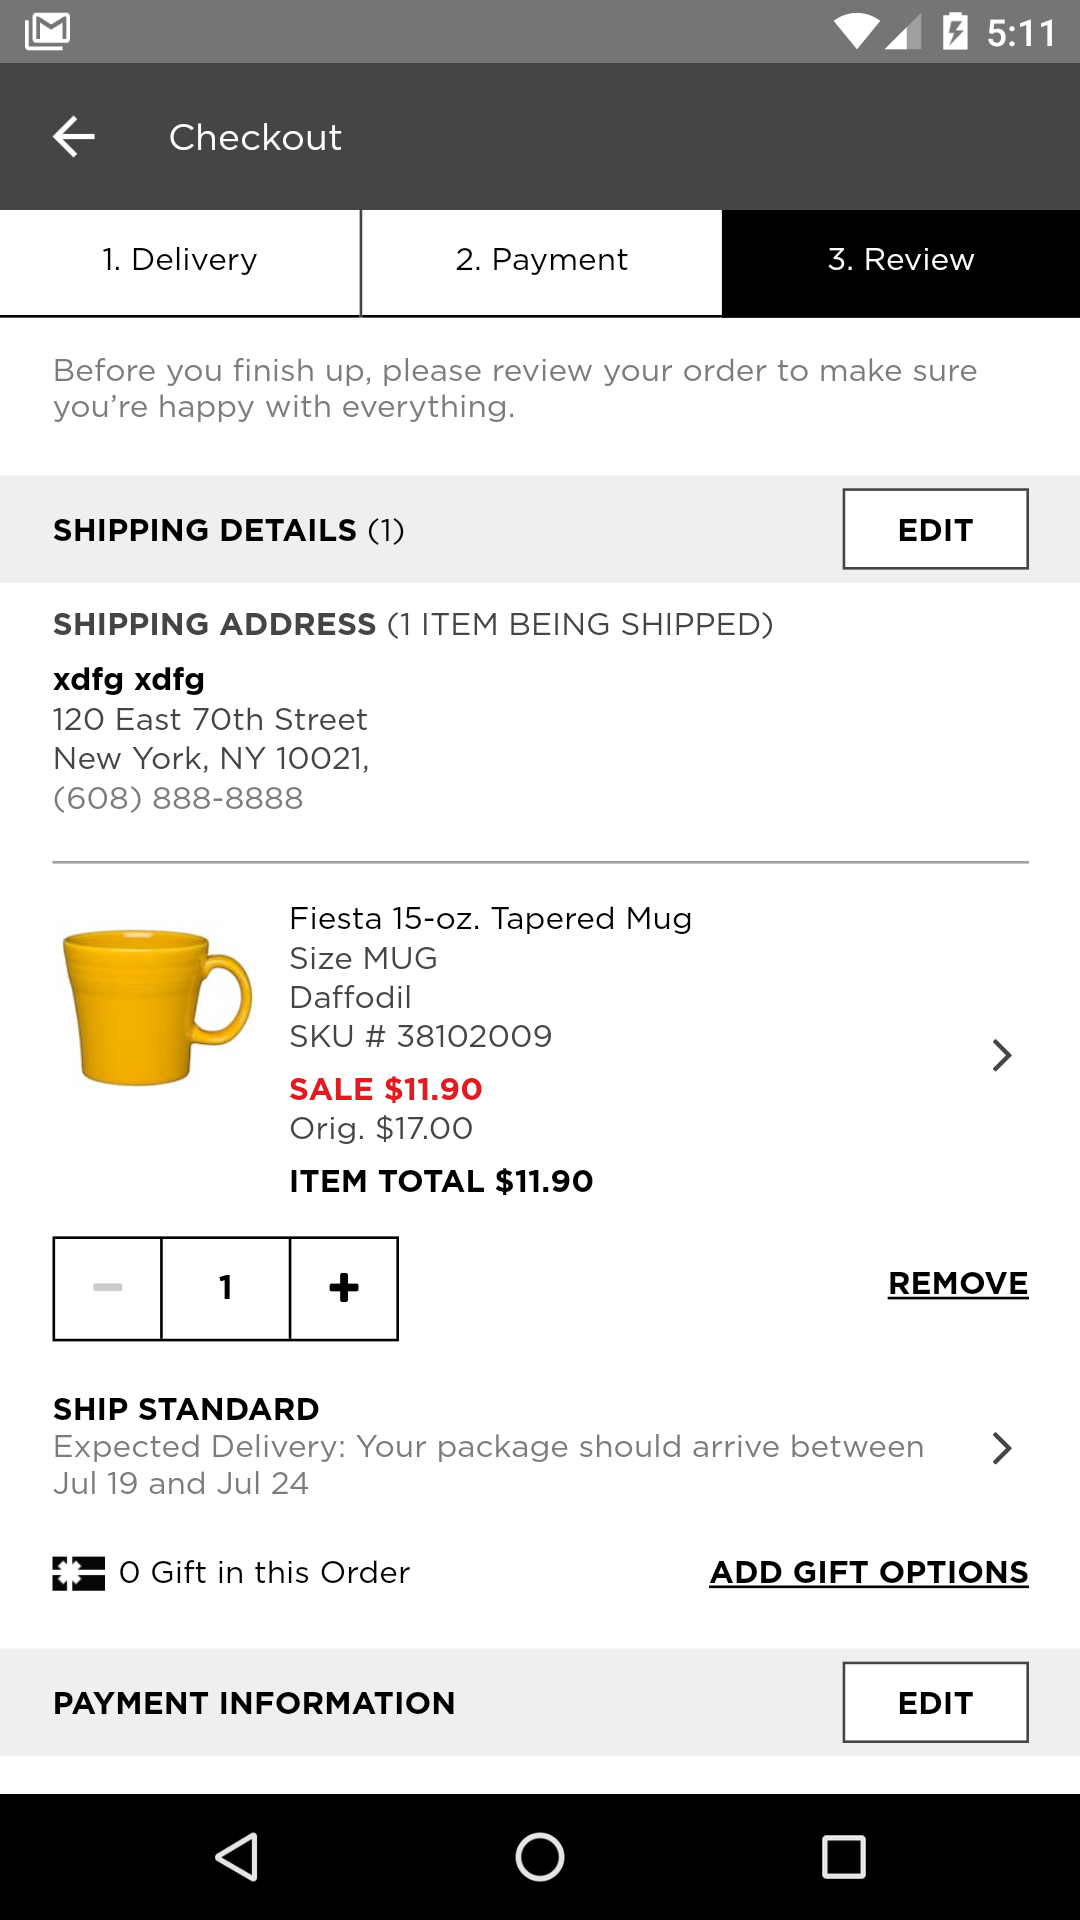 5:11
Checkout
1. Delivery
2. Payment
3. Review
Before you finish up, please review your order to make sure
you’re happy with everything.
SHIPPING DETAILS (1)
EDIT
SHIPPING ADDRESS (1 ITEM BEING SHIPPED)
xdfg xdfg
120 East 70th Street
New York, NY 10021,
(608) 888-8888
Fiesta 15-oz. Tapered Mug
Size MUG
Daffodil
SKU # 38102009
SALE $11.90
Orig. $17.00
ITEM TOTAL $11.90
1
REMOVE
SHIP STANDARD
Expected Delivery: Your package should arrive between
Jul 19 and Jul 24
0 Gift in this Order
ADD GIFT OPTIONS
PAYMENT INFORMATION
EDIT